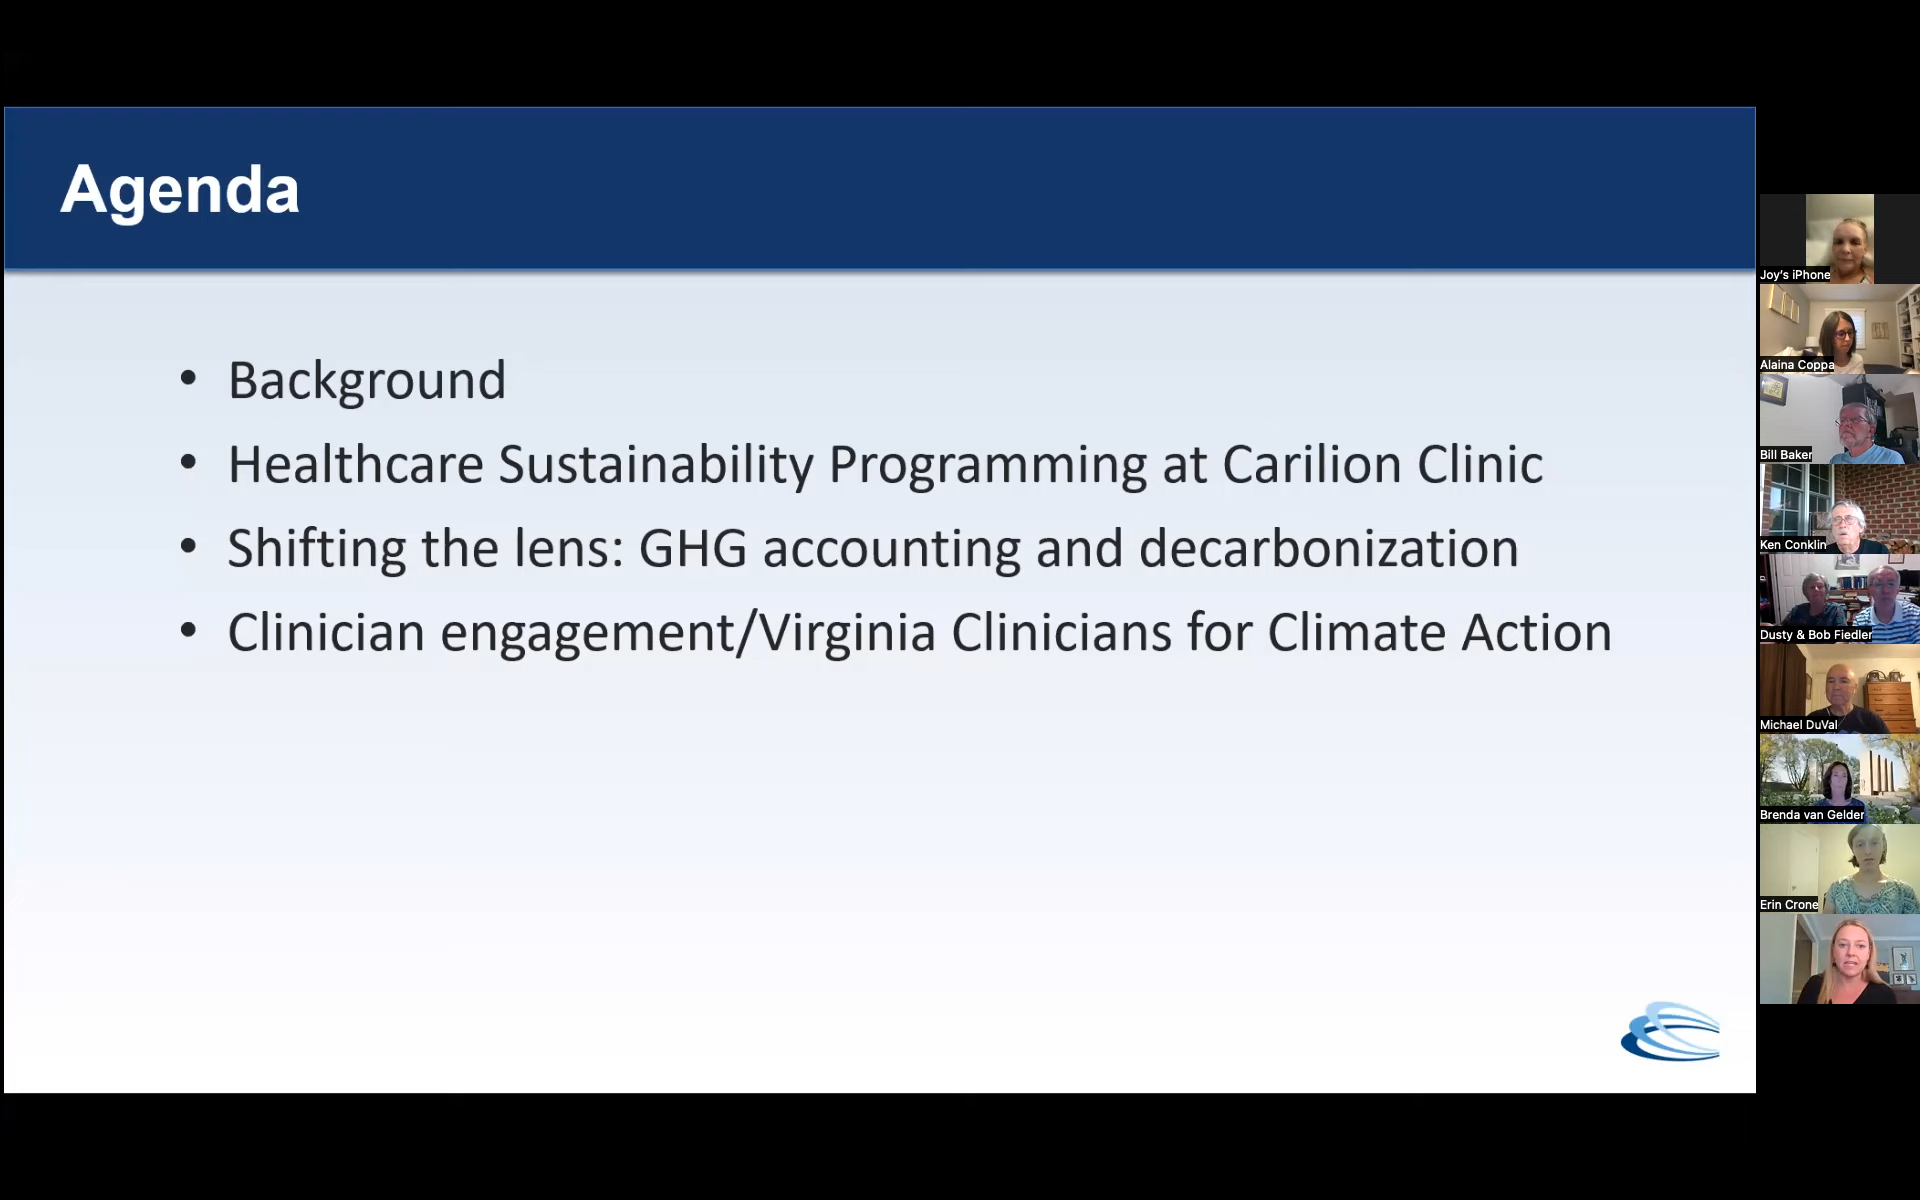 Agenda
• Background
• Healthcare Sustainability Programming at Carilion Clinic
• Shifting the lens: GHG accounting and decarbonization
• Clinician engagement/Virginia Clinicians for Climate Action
Joy's iPhone
Alaina Coppa
Bill Baker
Ken Conklin
Dusty & Bob Fiedler
Michael DuVal
Brenda van Gelder
Erin Crone